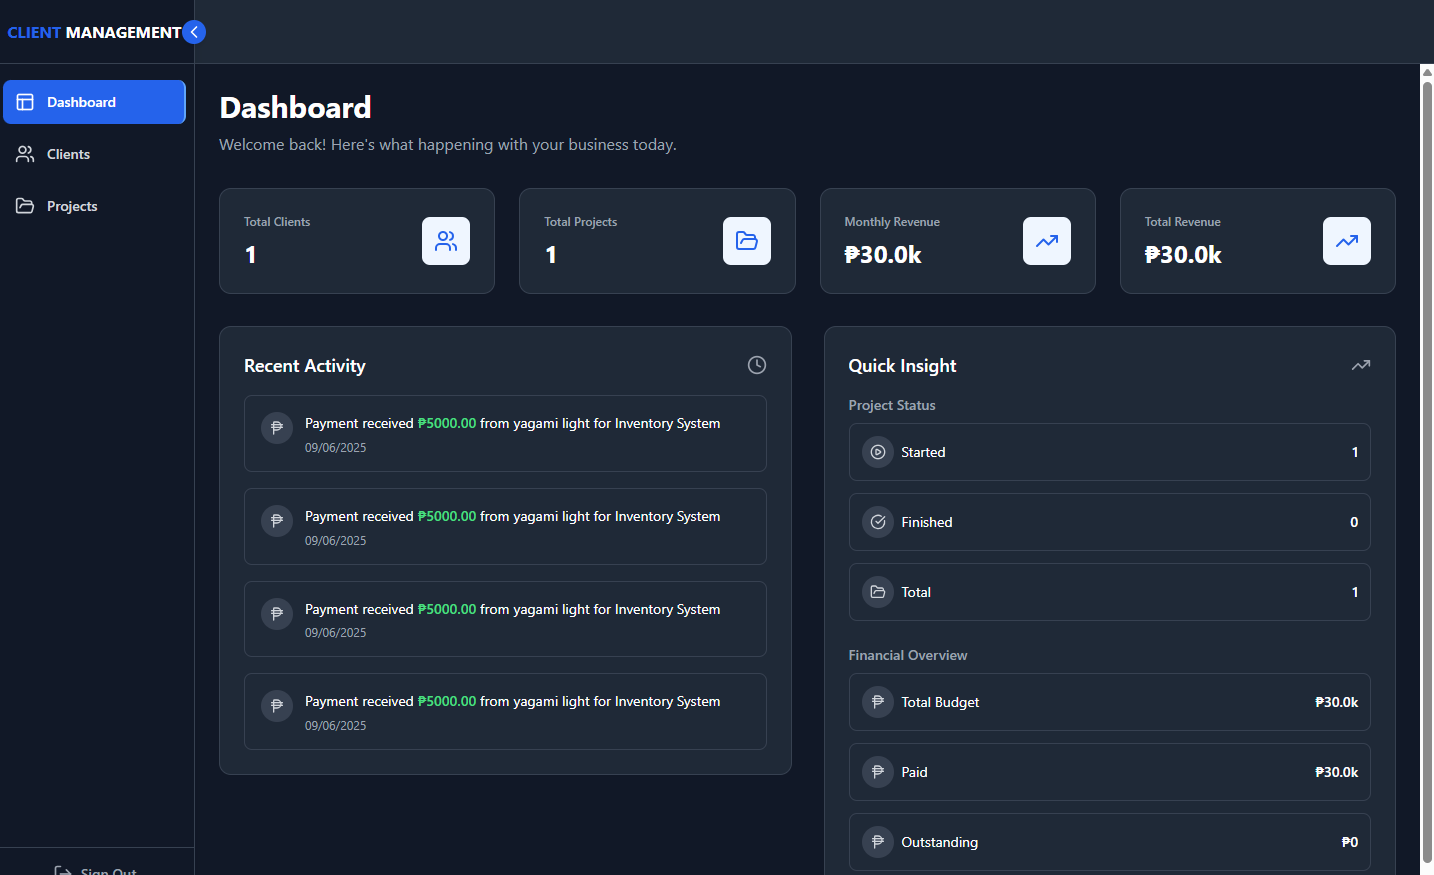 CLIENT MANAGEMENT
Dashboard
Clients
Projects
Sign Out
Dashboard
Welcome back! Here's what happening with your business today.
Total Clients
1
Total Projects
1
Monthly Revenue
₱30.0k
Total Revenue
₱30.0k
Recent Activity
₱
Payment received ₱5000.00 from yagami light for Inventory System
09/06/2025
₱
Payment received ₱5000.00 from yagami light for Inventory System
09/06/2025
₱
Payment received ₱5000.00 from yagami light for Inventory System
09/06/2025
₱
Payment received ₱5000.00 from yagami light for Inventory System
09/06/2025
Quick Insight
Project Status
Started 1
Finished 0
Total 1
Financial Overview
₱ Total Budget ₱30.0k
₱ Paid ₱30.0k
₱ Outstanding ₱0